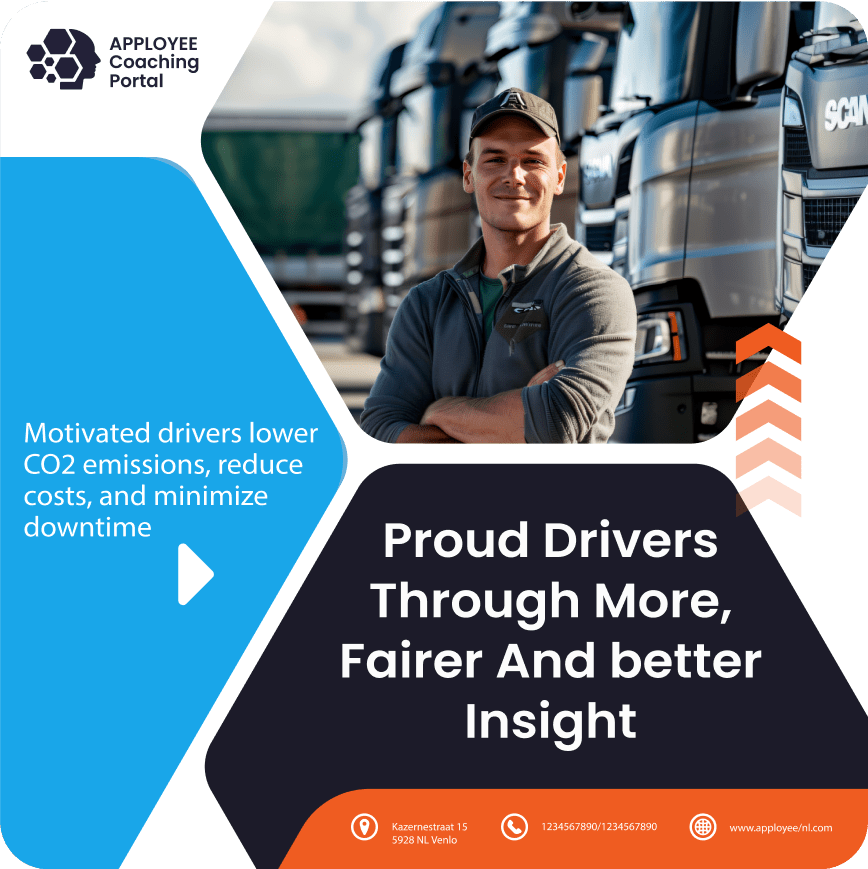 APPLOYEE
Coaching
Portal
SCANIA
Motivated drivers lower
CO2 emissions, reduce
costs, and minimize
downtime
Proud Drivers
Through More,
Fairer And better
Insight
Kazernestraat 15
5928 NL Venlo
1234567890/1234567890
www.apployee/nl.com